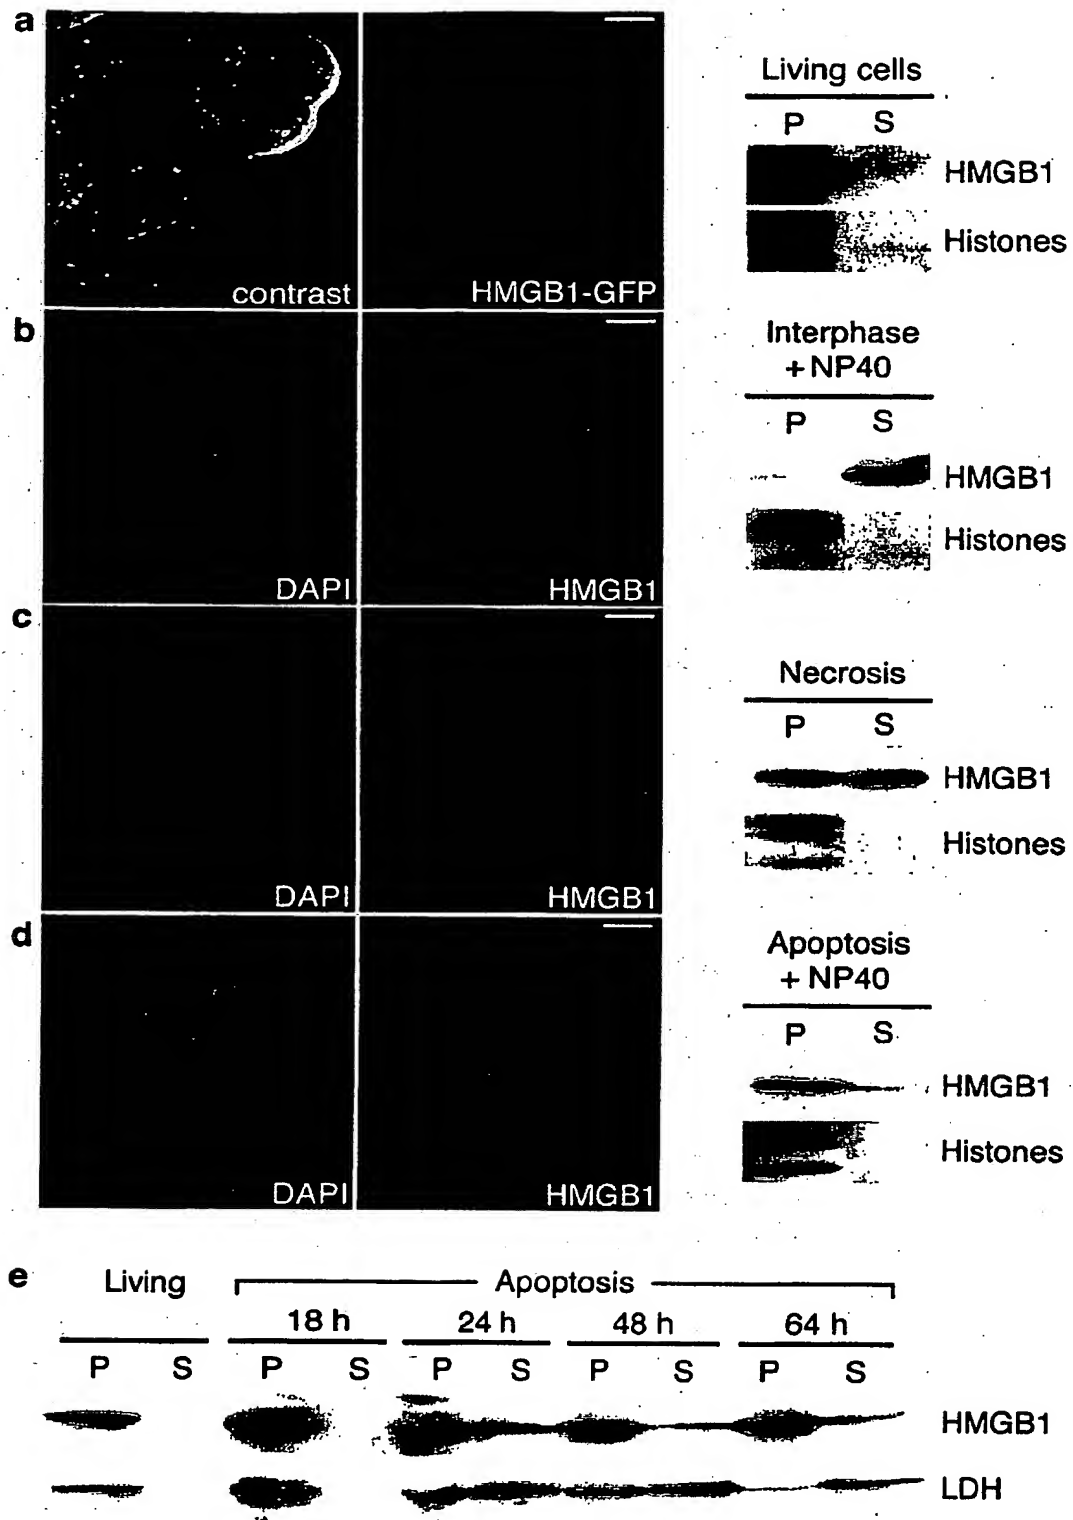 a
contrast
HMGB1-GFP
Living cells
P S
HMGB1
Histones
b
DAPI
HMGB1
Interphase
+ NP40
P S
HMGB1
Histones
c
DAPI
HMGB1
Necrosis
P S
HMGB1
Histones
d
DAPI
HMGB1
Apoptosis
+ NP40
P S
HMGB1
Histones
e
Living Apoptosis
18 h 24 h 48 h 64 h
P S P S P S P S P S
HMGB1
LDH